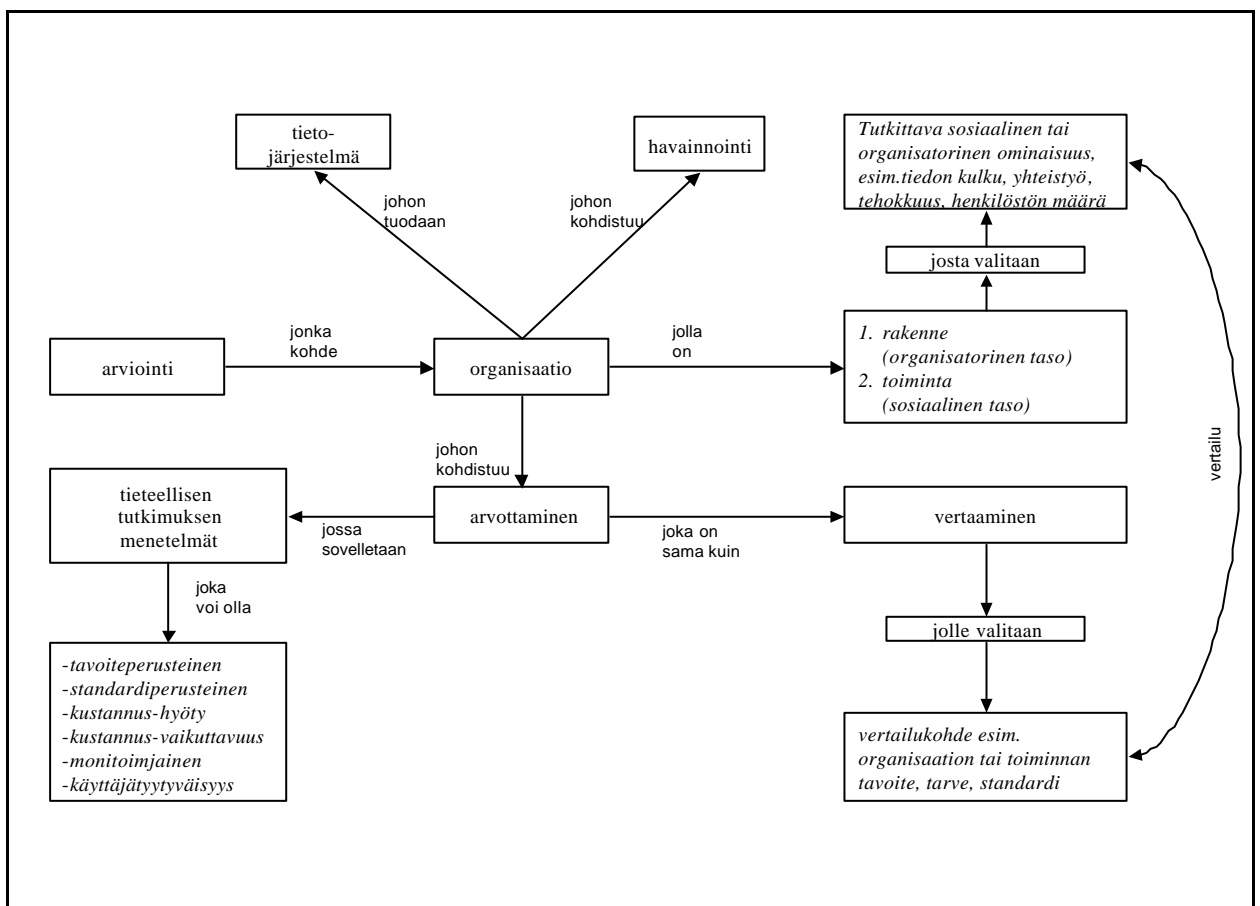 tieto-
järjestelmä
havainnointi
Tutkittava sosiaalinen tai
organisatorinen ominaisuus,
esim.tiedon kulku, yhteistyö,
tehokkuus, henkilöstön määrä
johon
tuodaan
johon
kohdistuu
josta valitaan
arviointi
jonka
kohde
organisaatio
jolla
on
1. rakenne
(organisatorinen taso)
2. toiminta
(sosiaalinen taso)
vertailu
johon
kohdistuu
tieteellisen
tutkimuksen
menetelmät
jossa
sovelletaan
arvottaminen
joka on
sama kuin
vertaaminen
joka
voi olla
jolle valitaan
-tavoiteperusteinen
-standardiperusteinen
-kustannus-hyöty
-kustannus-vaikuttavuus
-monitoimjainen
-käyttäjätyytyväisyys
vertailukohde esim.
organisaation tai toiminnan
tavoite, tarve, standardi